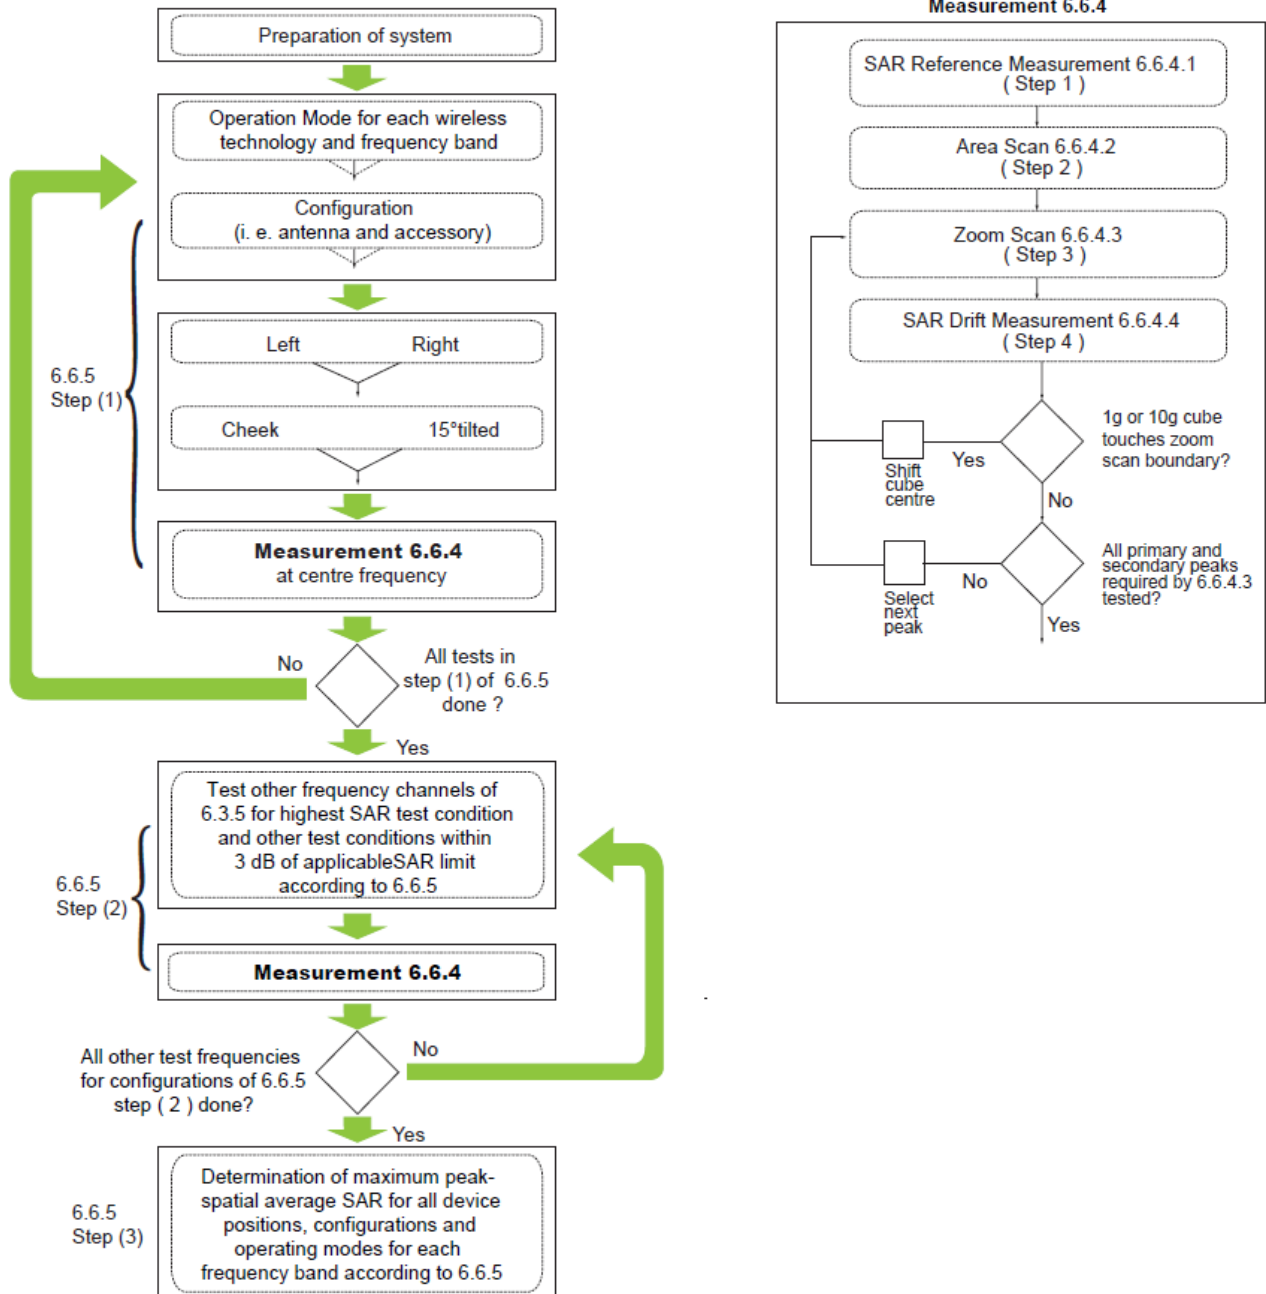 Preparation of system
Operation Mode for each wireless
technology and frequency band
Configuration
(i. e. antenna and accessory)
6.6.5
Step (1)
Left Right
Cheek 15°tilted
Measurement 6.6.4
at centre frequency
No
All tests in
step (1) of 6.6.5
done ?
Yes
Test other frequency channels of
6.3.5 for highest SAR test condition
and other test conditions within
3 dB of applicableSAR limit
according to 6.6.5
6.6.5
Step (2)
Measurement 6.6.4
All other test frequencies
for configurations of 6.6.5
step ( 2 ) done?
No
Yes
6.6.5
Step (3)
Determination of maximum peak-
spatial average SAR for all device
positions, configurations and
operating modes for each
frequency band according to 6.6.5
Measurement 6.6.4
SAR Reference Measurement 6.6.4.1
( Step 1 )
Area Scan 6.6.4.2
( Step 2 )
Zoom Scan 6.6.4.3
( Step 3 )
SAR Drift Measurement 6.6.4.4
( Step 4 )
1g or 10g cube
touches zoom
scan boundary?
Yes
Shift
cube
centre
No
All primary and
secondary peaks
required by 6.6.4.3
tested?
No
Select
next
peak
Yes